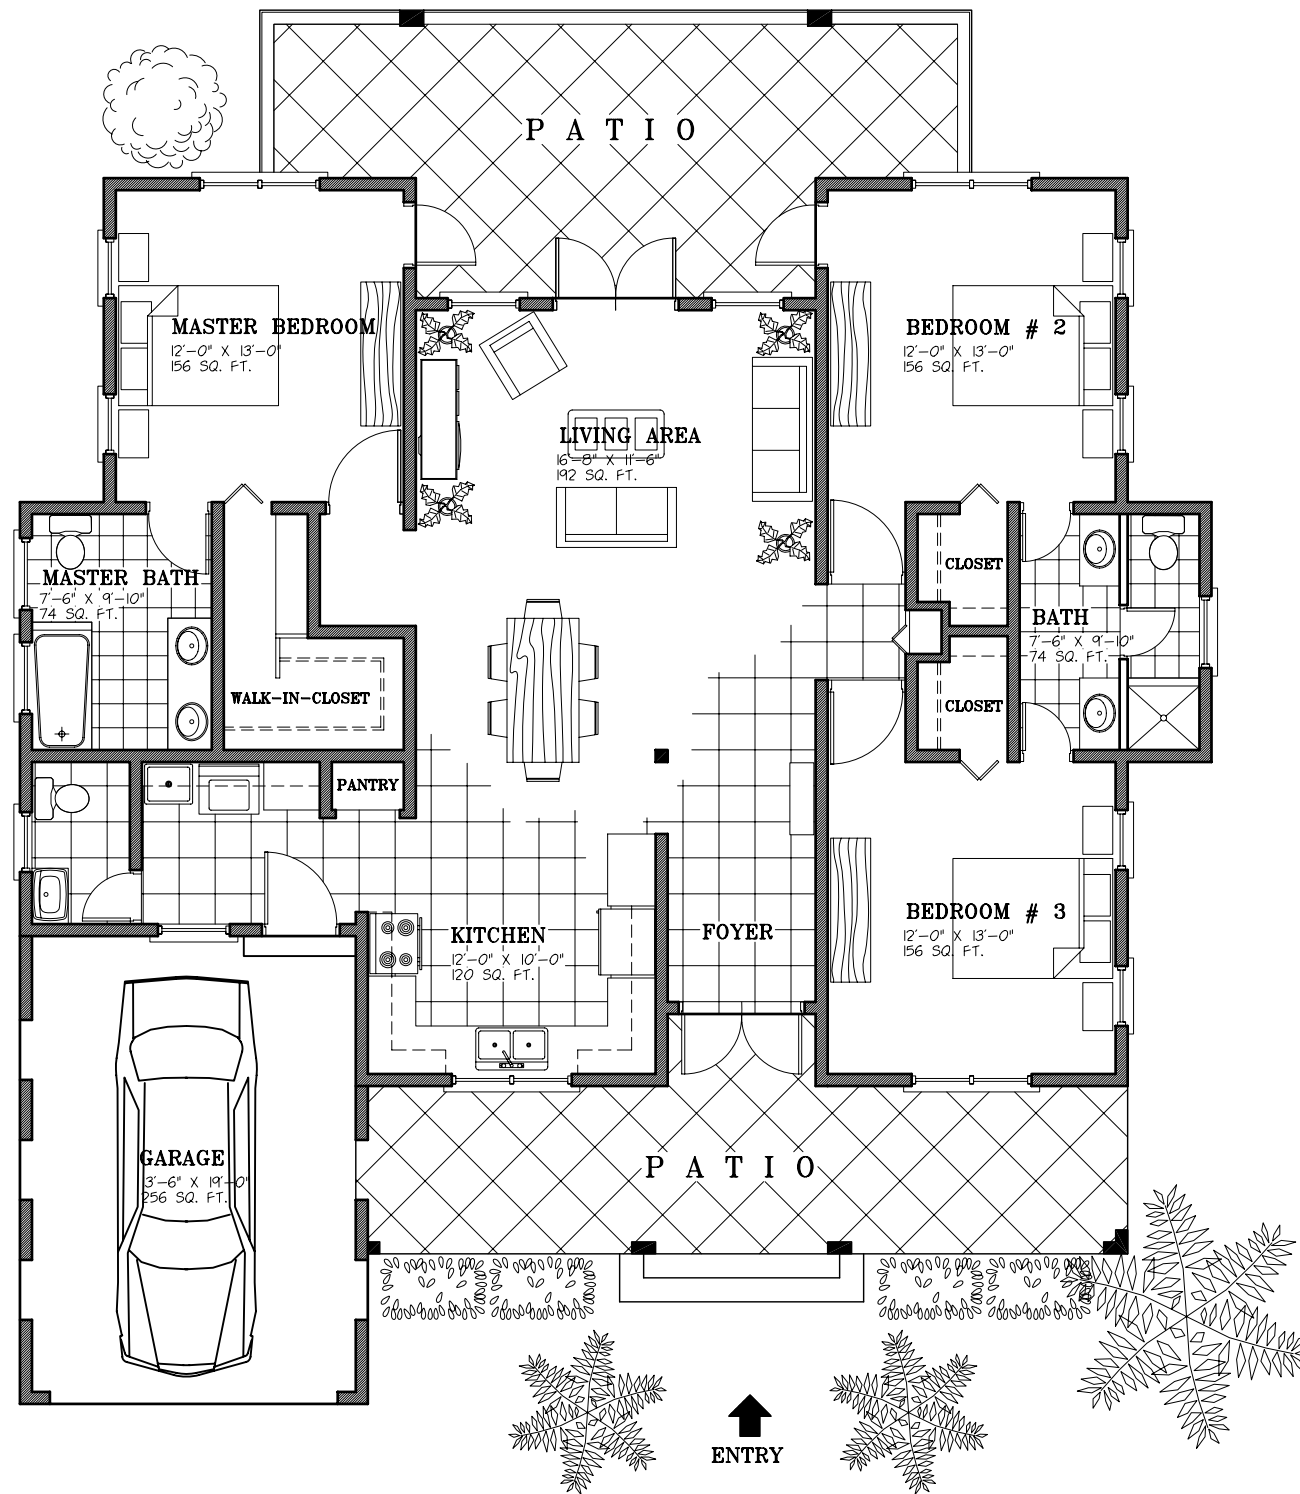 PATIO
MASTER BEDROOM
12'-0" X 13'-0"
156 SQ. FT.
BEDROOM # 2
12'-0" X 13'-0"
156 SQ. FT.
LIVING AREA
16'-8" X 11'-6"
192 SQ. FT.
MASTER BATH
7'-6" X 9'-10"
74 SQ. FT.
CLOSET
BATH
7'-6" X 9'-10"
74 SQ. FT.
WALK-IN-CLOSET
CLOSET
PANTRY
BEDROOM # 3
12'-0" X 13'-0"
156 SQ. FT.
KITCHEN
12'-0" X 10'-0"
120 SQ. FT.
FOYER
GARAGE
13'-6" X 19'-0"
256 SQ. FT.
PATIO
ENTRY